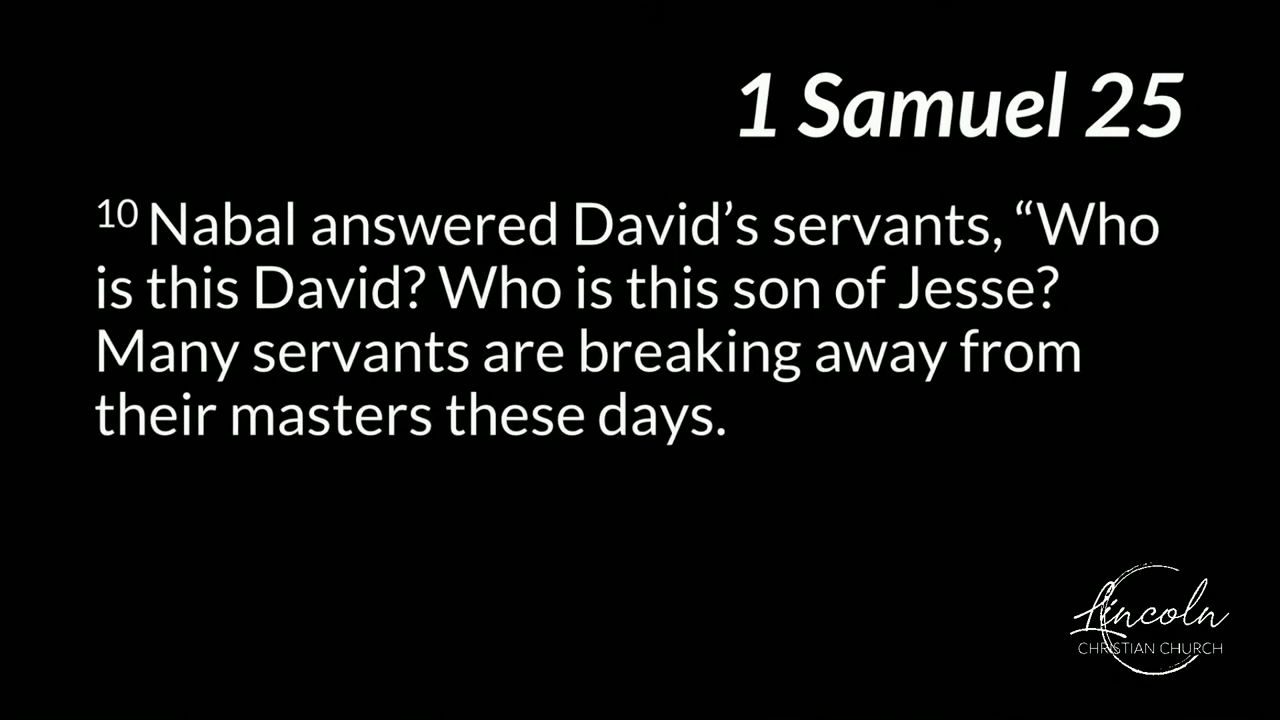 1 Samuel 25
10 Nabal answered David’s servants, “Who
is this David? Who is this son of Jesse?
Many servants are breaking away from
their masters these days.
Lincoln
CHRISTIAN CHURCH